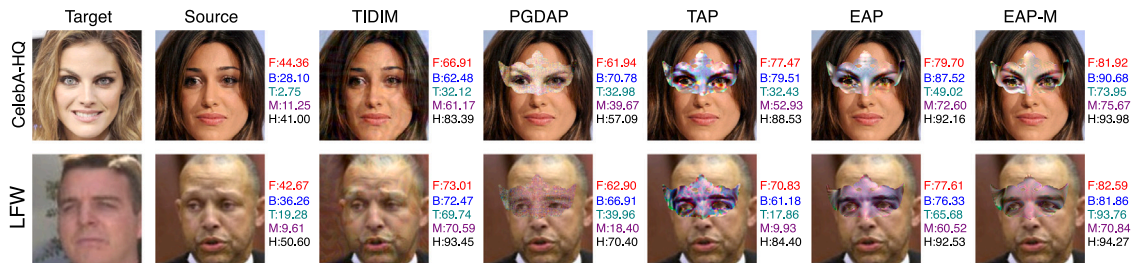 Target Source TIDIM PGDAP TAP EAP EAP-M
CelebA-HQ
F:44.36 F:66.91 F:61.94 F:77.47 F:79.70 F:81.92
B:28.10 B:62.48 B:70.78 B:79.51 B:87.52 B:90.68
T:2.75 T:32.12 T:32.98 T:32.43 T:49.02 T:73.95
M:11.25 M:61.17 M:39.67 M:52.93 M:72.60 M:75.67
H:41.00 H:83.39 H:57.09 H:88.53 H:92.16 H:93.98
LFW
F:42.67 F:73.01 F:62.90 F:70.83 F:77.61 F:82.59
B:36.26 B:72.47 B:66.91 B:61.18 B:76.33 B:81.86
T:19.28 T:69.74 T:39.96 T:17.86 T:65.68 T:93.76
M:9.61 M:70.59 M:18.40 M:9.93 M:60.52 M:70.84
H:50.60 H:93.45 H:70.40 H:84.40 H:92.53 H:94.27